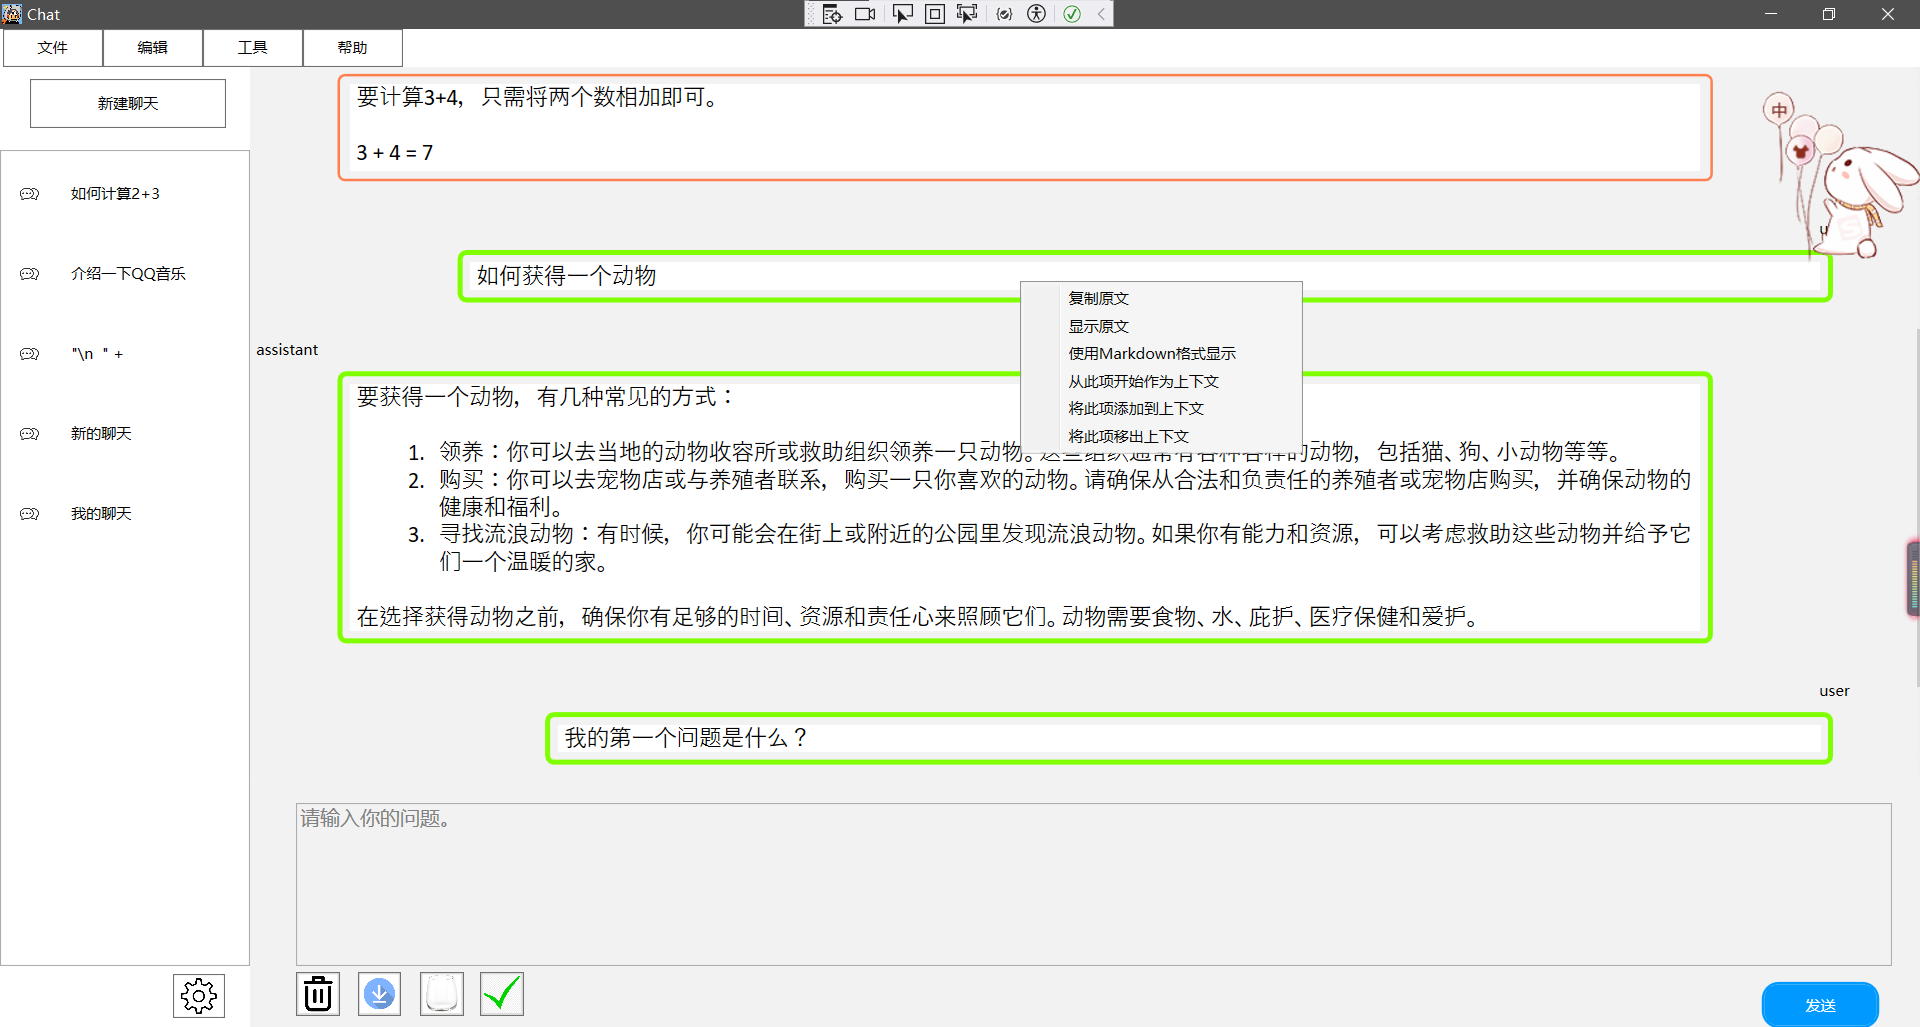 Chat
文件
编辑
工具
帮助
新建聊天
如何计算2+3
介绍一下QQ音乐
"\n " +
新的聊天
我的聊天
要计算3+4,只需将两个数相加即可。
3 + 4 = 7
中
u
如何获得一个动物
复制原文
显示原文
使用Markdown格式显示
从此项开始作为上下文
将此项添加到上下文
将此项移出上下文
assistant
要获得一个动物,有几种常见的方式:
1. 领养:你可以去当地的动物收容所或救助组织领养一只动物。这些组织通常有各种各样的动物,包括猫、狗、小动物等等。
2. 购买:你可以去宠物店或与养殖者联系,购买一只你喜欢的动物。请确保从合法和负责任的养殖者或宠物店购买,并确保动物的
健康和福利。
3. 寻找流浪动物:有时候,你可能会在街上或附近的公园里发现流浪动物。如果你有能力和资源,可以考虑救助这些动物并给予它
们一个温暖的家。
在选择获得动物之前,确保你有足够的时间、资源和责任心来照顾它们。动物需要食物、水、庇护、医疗保健和爱护。
user
我的第一个问题是什么?
请输入你的问题。
发送